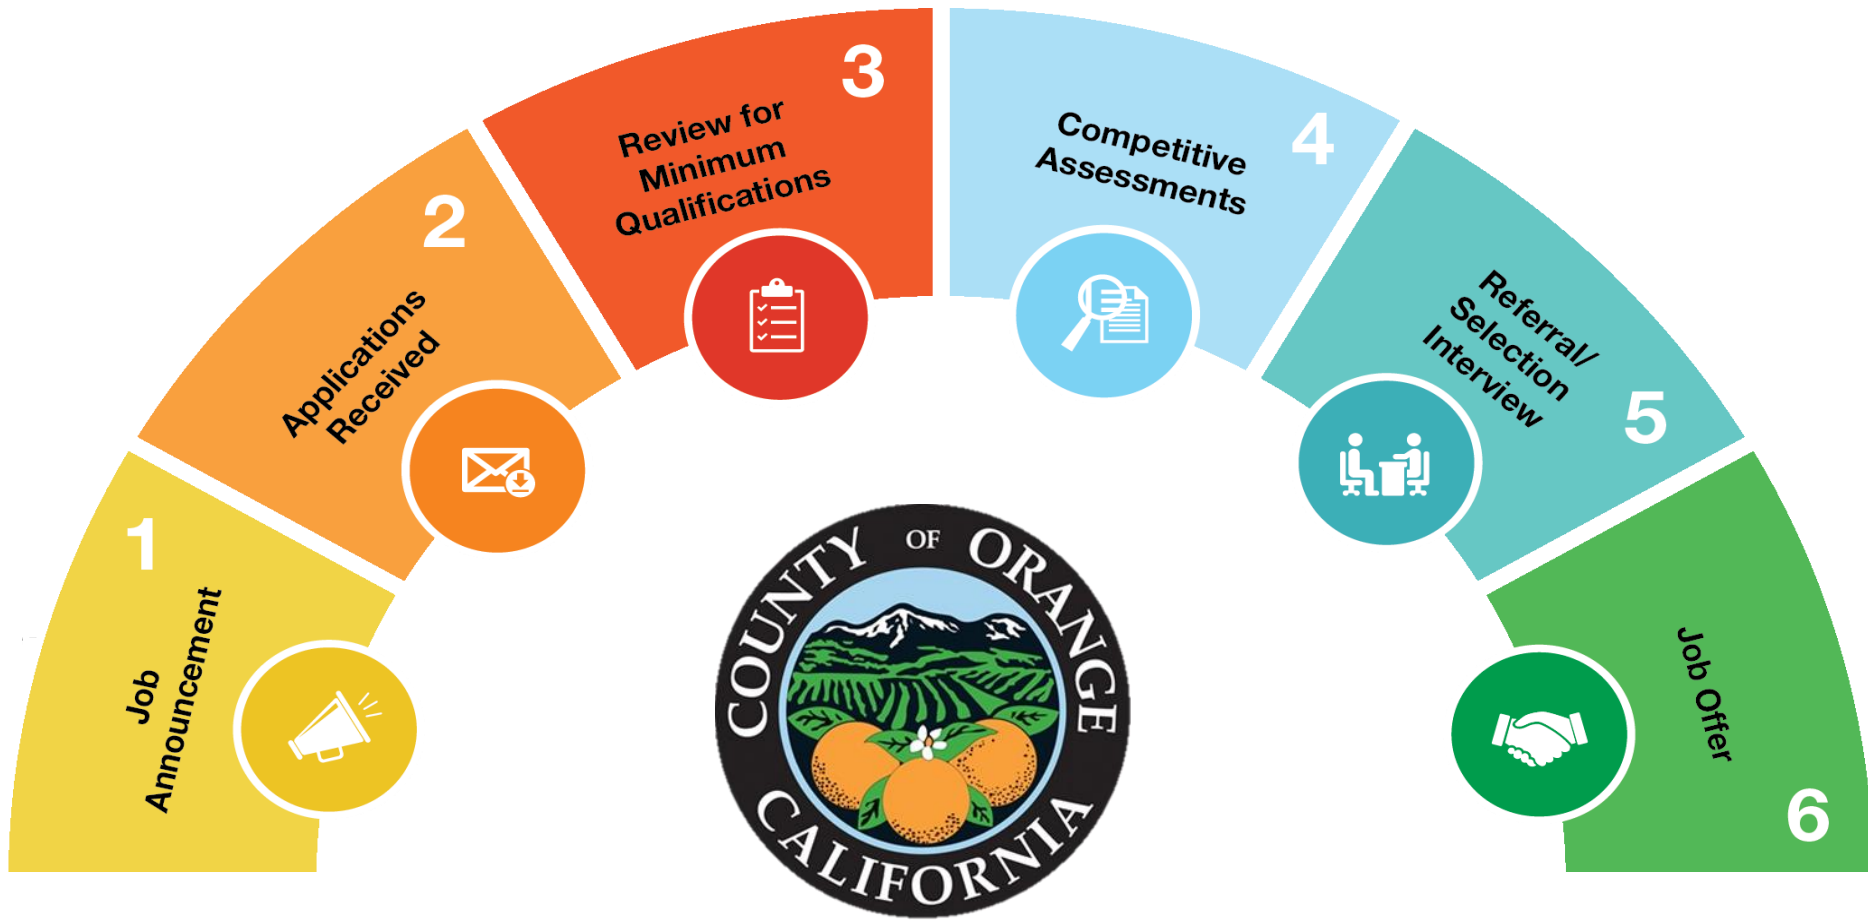 1
Job
Announcement
2
Applications
Received
3
Review for
Minimum
Qualifications
4
Competitive
Assessments
5
Referral/
Selection
Interview
6
Job Offer
COUNTY OF ORANGE
CALIFORNIA